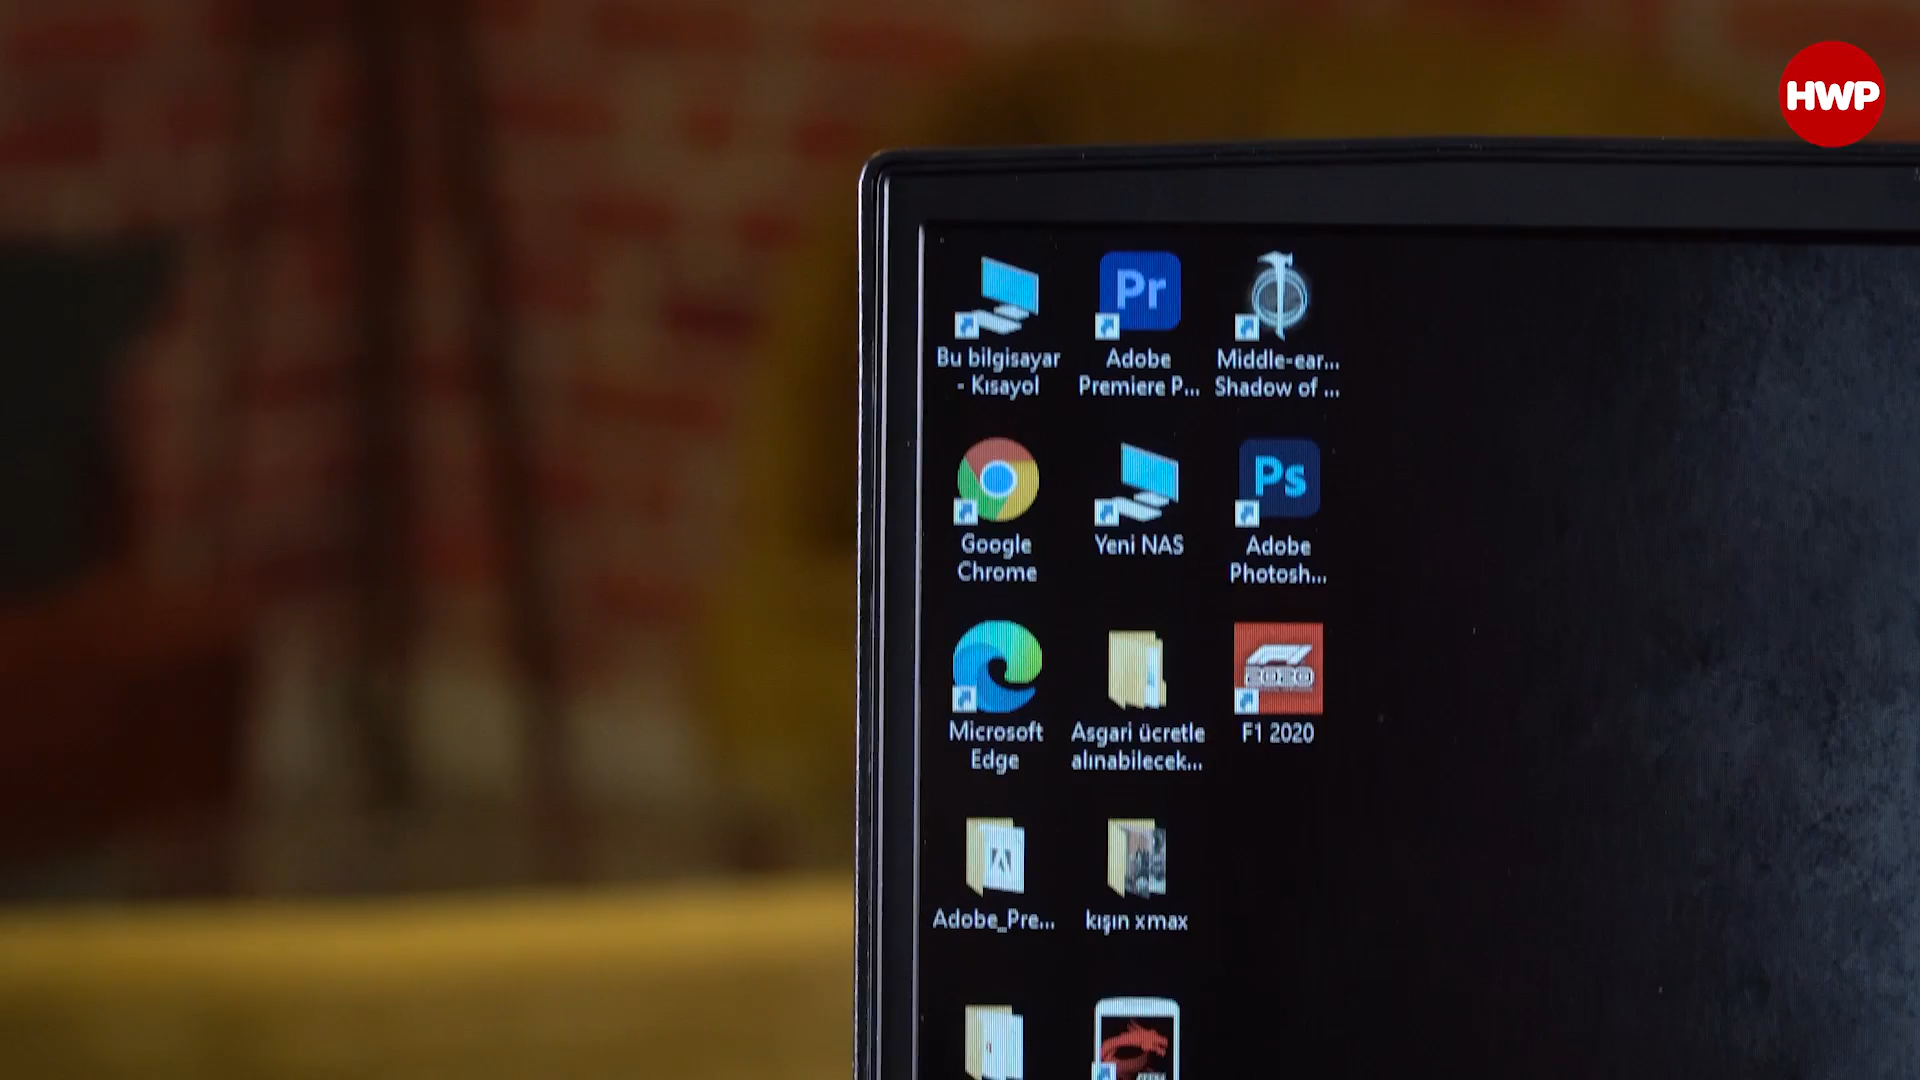 HWP
Bu bilgisayar
- Kısayol
Pr
Adobe
Premiere P...
Middle-ear...
Shadow of ...
Google
Chrome
Yeni NAS
Ps
Adobe
Photosh...
Microsoft
Edge
Asgari ücretle
alınabilecek...
2020
F1 2020
Adobe_Pre...
kışın xmax